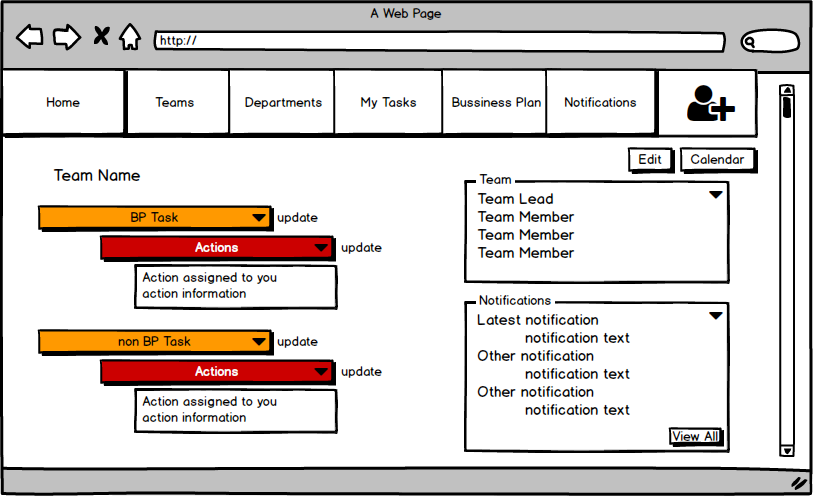 A Web Page
http://
Home
Teams
Departments
My Tasks
Bussiness Plan
Notifications
Edit
Calendar
Team Name
BP Task
update
Actions
update
Action assigned to you
action information
non BP Task
update
Actions
update
Action assigned to you
action information
Team
Team Lead
Team Member
Team Member
Team Member
Notifications
Latest notification
notification text
Other notification
notification text
Other notification
notification text
View All